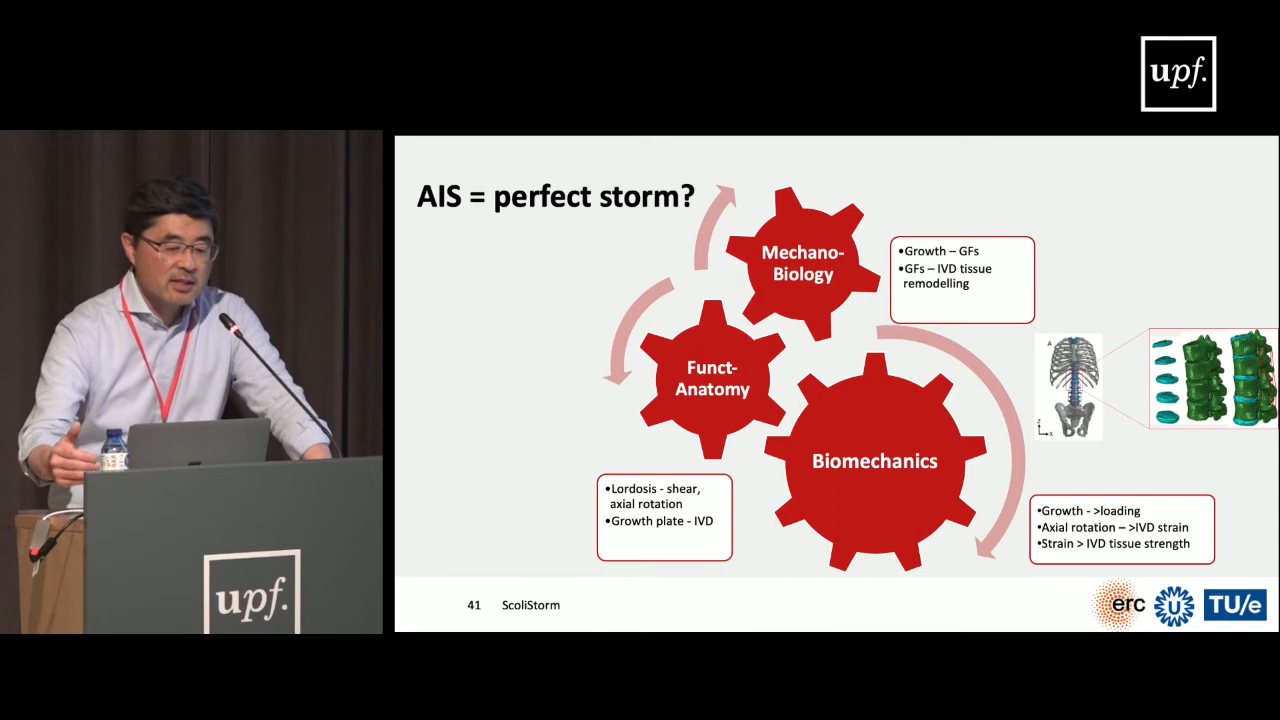 upf.
AIS = perfect storm?
Mechano-
Biology
•Growth – GFs
•GFs – IVD tissue
remodelling
Funct-
Anatomy
A
Z
X
Biomechanics
•Lordosis - shear,
axial rotation
•Growth plate - IVD
•Growth - >loading
•Axial rotation – >IVD strain
•Strain > IVD tissue strength
upf.
41 ScoliStorm
erc
U
TU/e